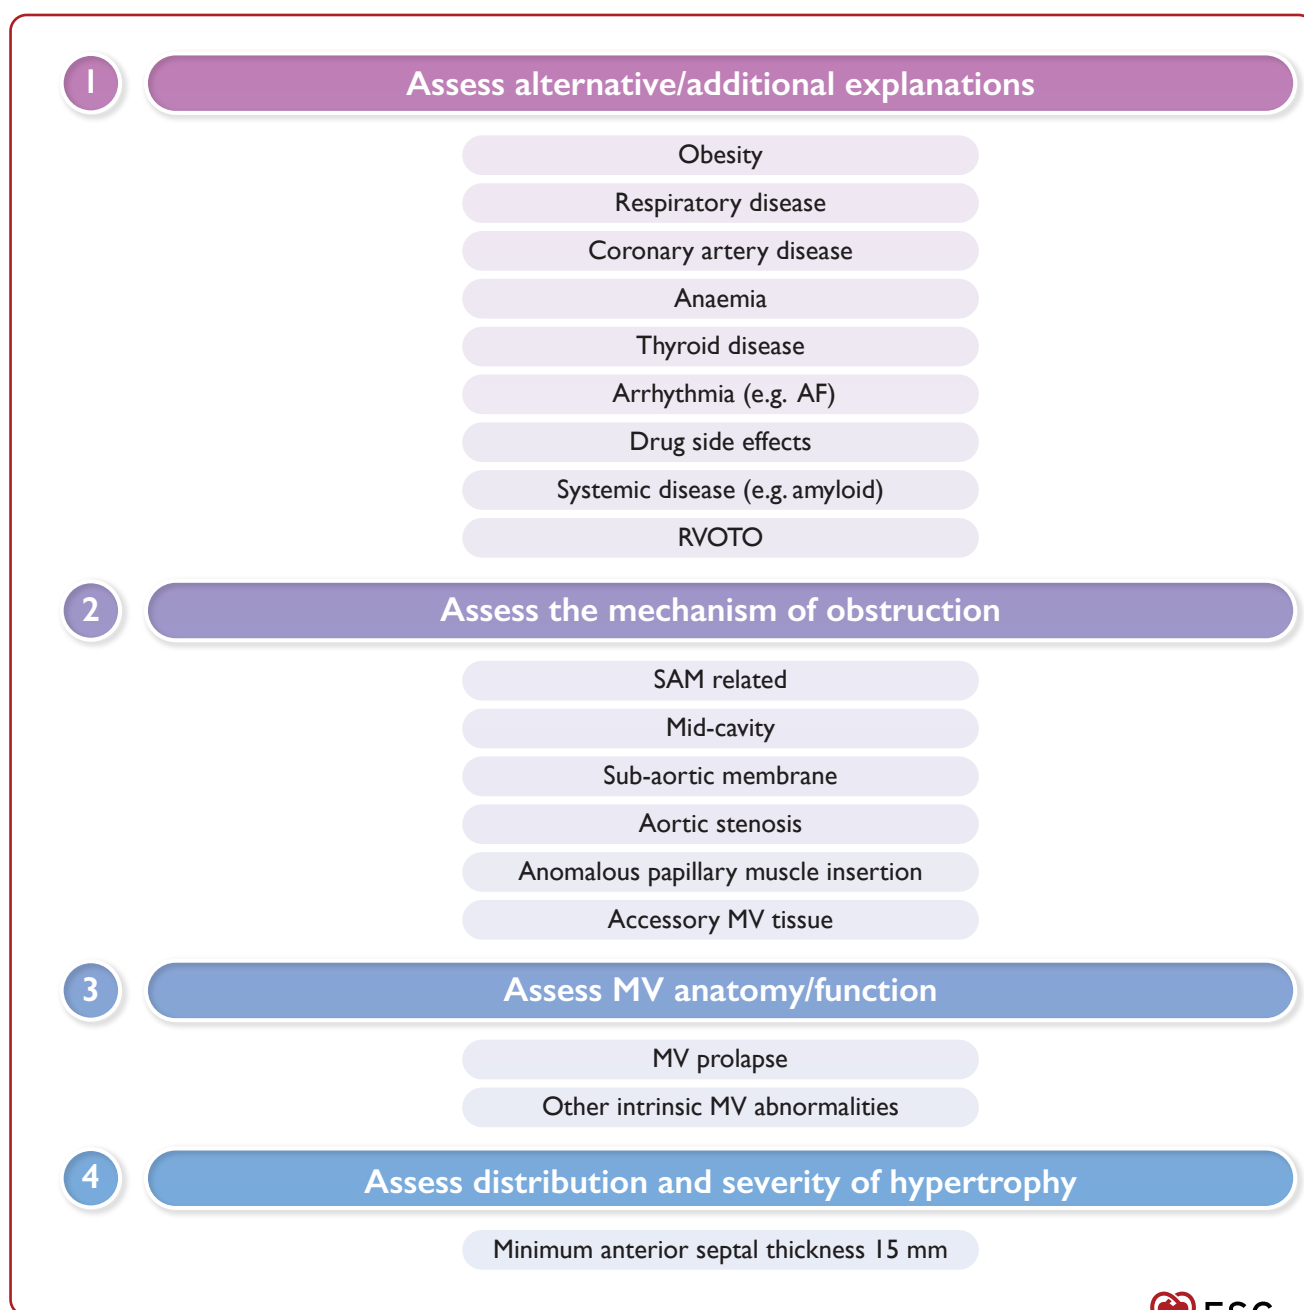 1
Assess alternative/additional explanations
Obesity
Respiratory disease
Coronary artery disease
Anaemia
Thyroid disease
Arrhythmia (e.g. AF)
Drug side effects
Systemic disease (e.g. amyloid)
RVOTO
2
Assess the mechanism of obstruction
SAM related
Mid-cavity
Sub-aortic membrane
Aortic stenosis
Anomalous papillary muscle insertion
Accessory MV tissue
3
Assess MV anatomy/function
MV prolapse
Other intrinsic MV abnormalities
4
Assess distribution and severity of hypertrophy
Minimum anterior septal thickness 15 mm
ESC